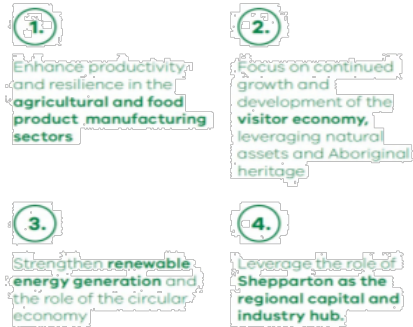 1.
Enhance productivity
and resilience in the
agricultural and food
product manufacturing
sectors
2.
Focus on continued
growth and
development of the
visitor economy,
leveraging natural
assets and Aboriginal
heritage
3.
Strengthen renewable
energy generation and
the role of the circular
economy
4.
Leverage the role of
Shepparton as the
regional capital and
industry hub.